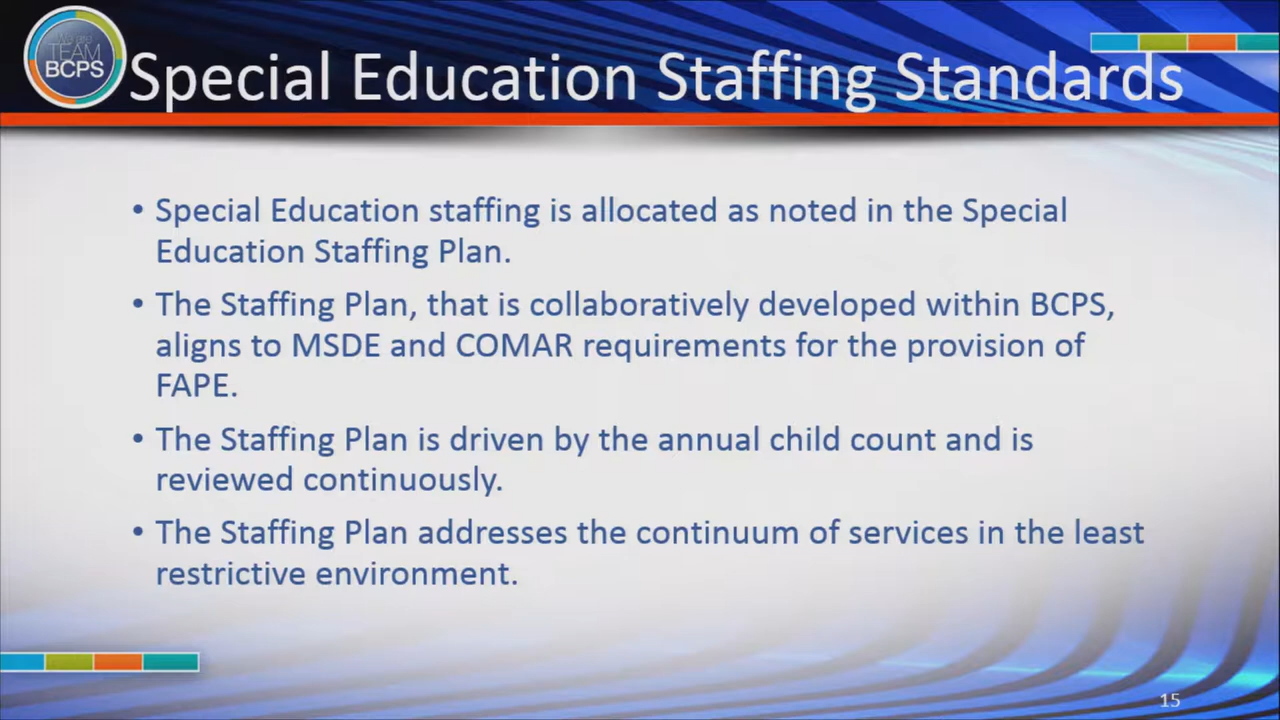 TEAM
BCPS
Special Education Staffing Standards
• Special Education staffing is allocated as noted in the Special
Education Staffing Plan.
• The Staffing Plan, that is collaboratively developed within BCPS,
aligns to MSDE and COMAR requirements for the provision of
FAPE.
• The Staffing Plan is driven by the annual child count and is
reviewed continuously.
• The Staffing Plan addresses the continuum of services in the least
restrictive environment.
15